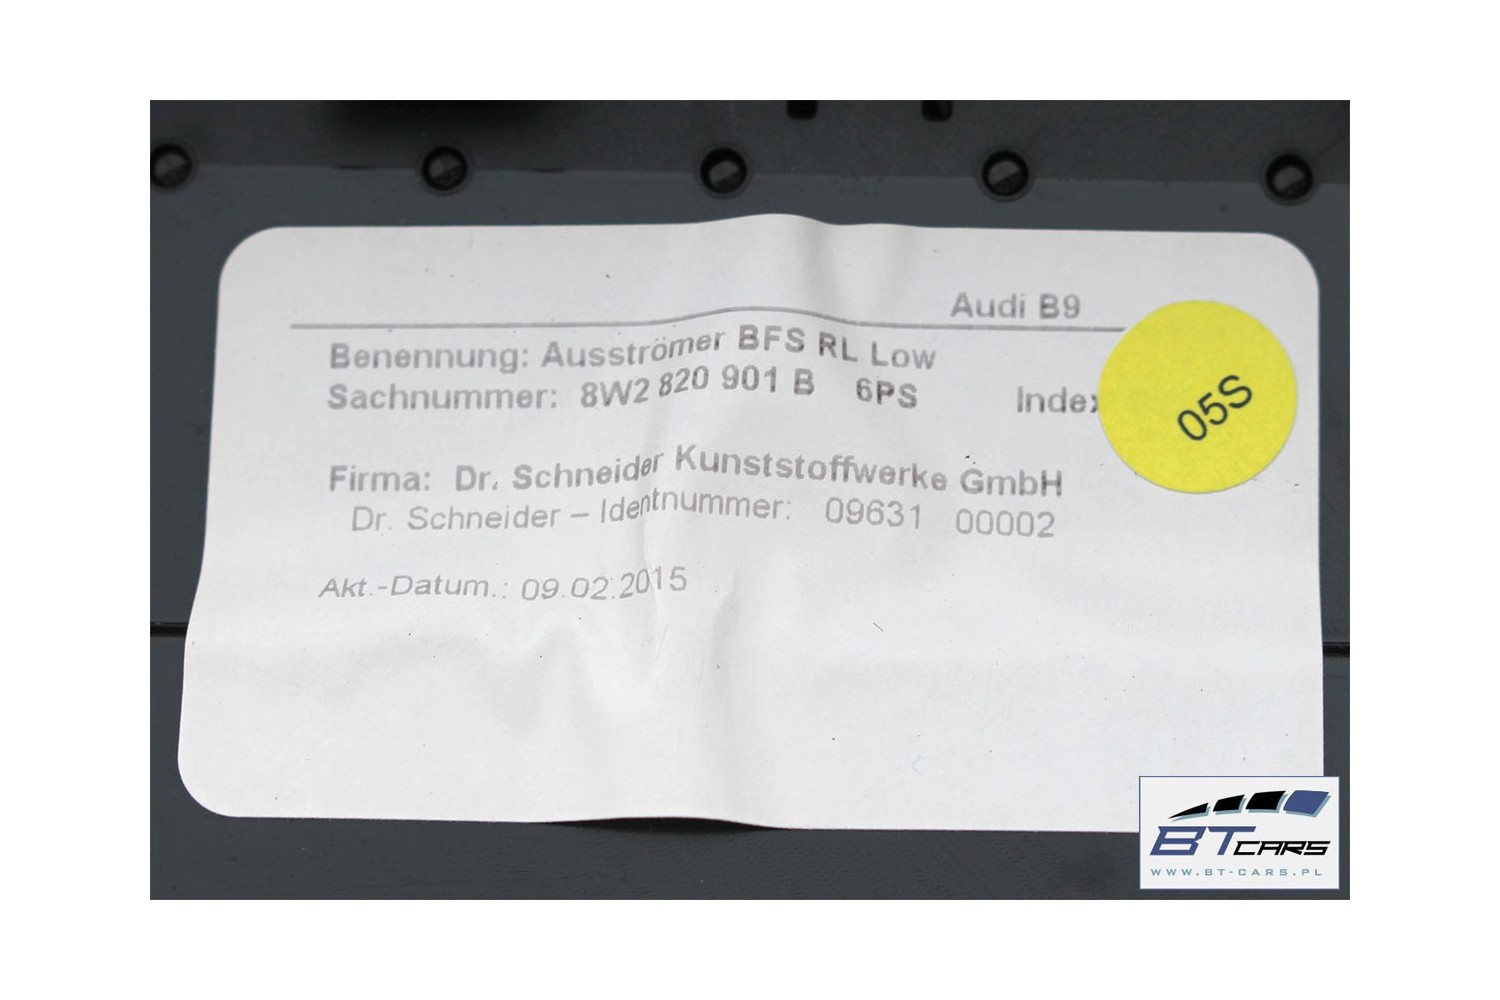 Audi B9
Benennung: Ausströmer BFS RL Low
Sachnummer: 8W2 820 901 B 6PS Index
05S
Firma: Dr. Schneider Kunststoffwerke GmbH
Dr. Schneider – Identnummer: 09631 00002
Akt.-Datum.: 09.02.2015
BT CARS
WWW.BT-CARS.PL